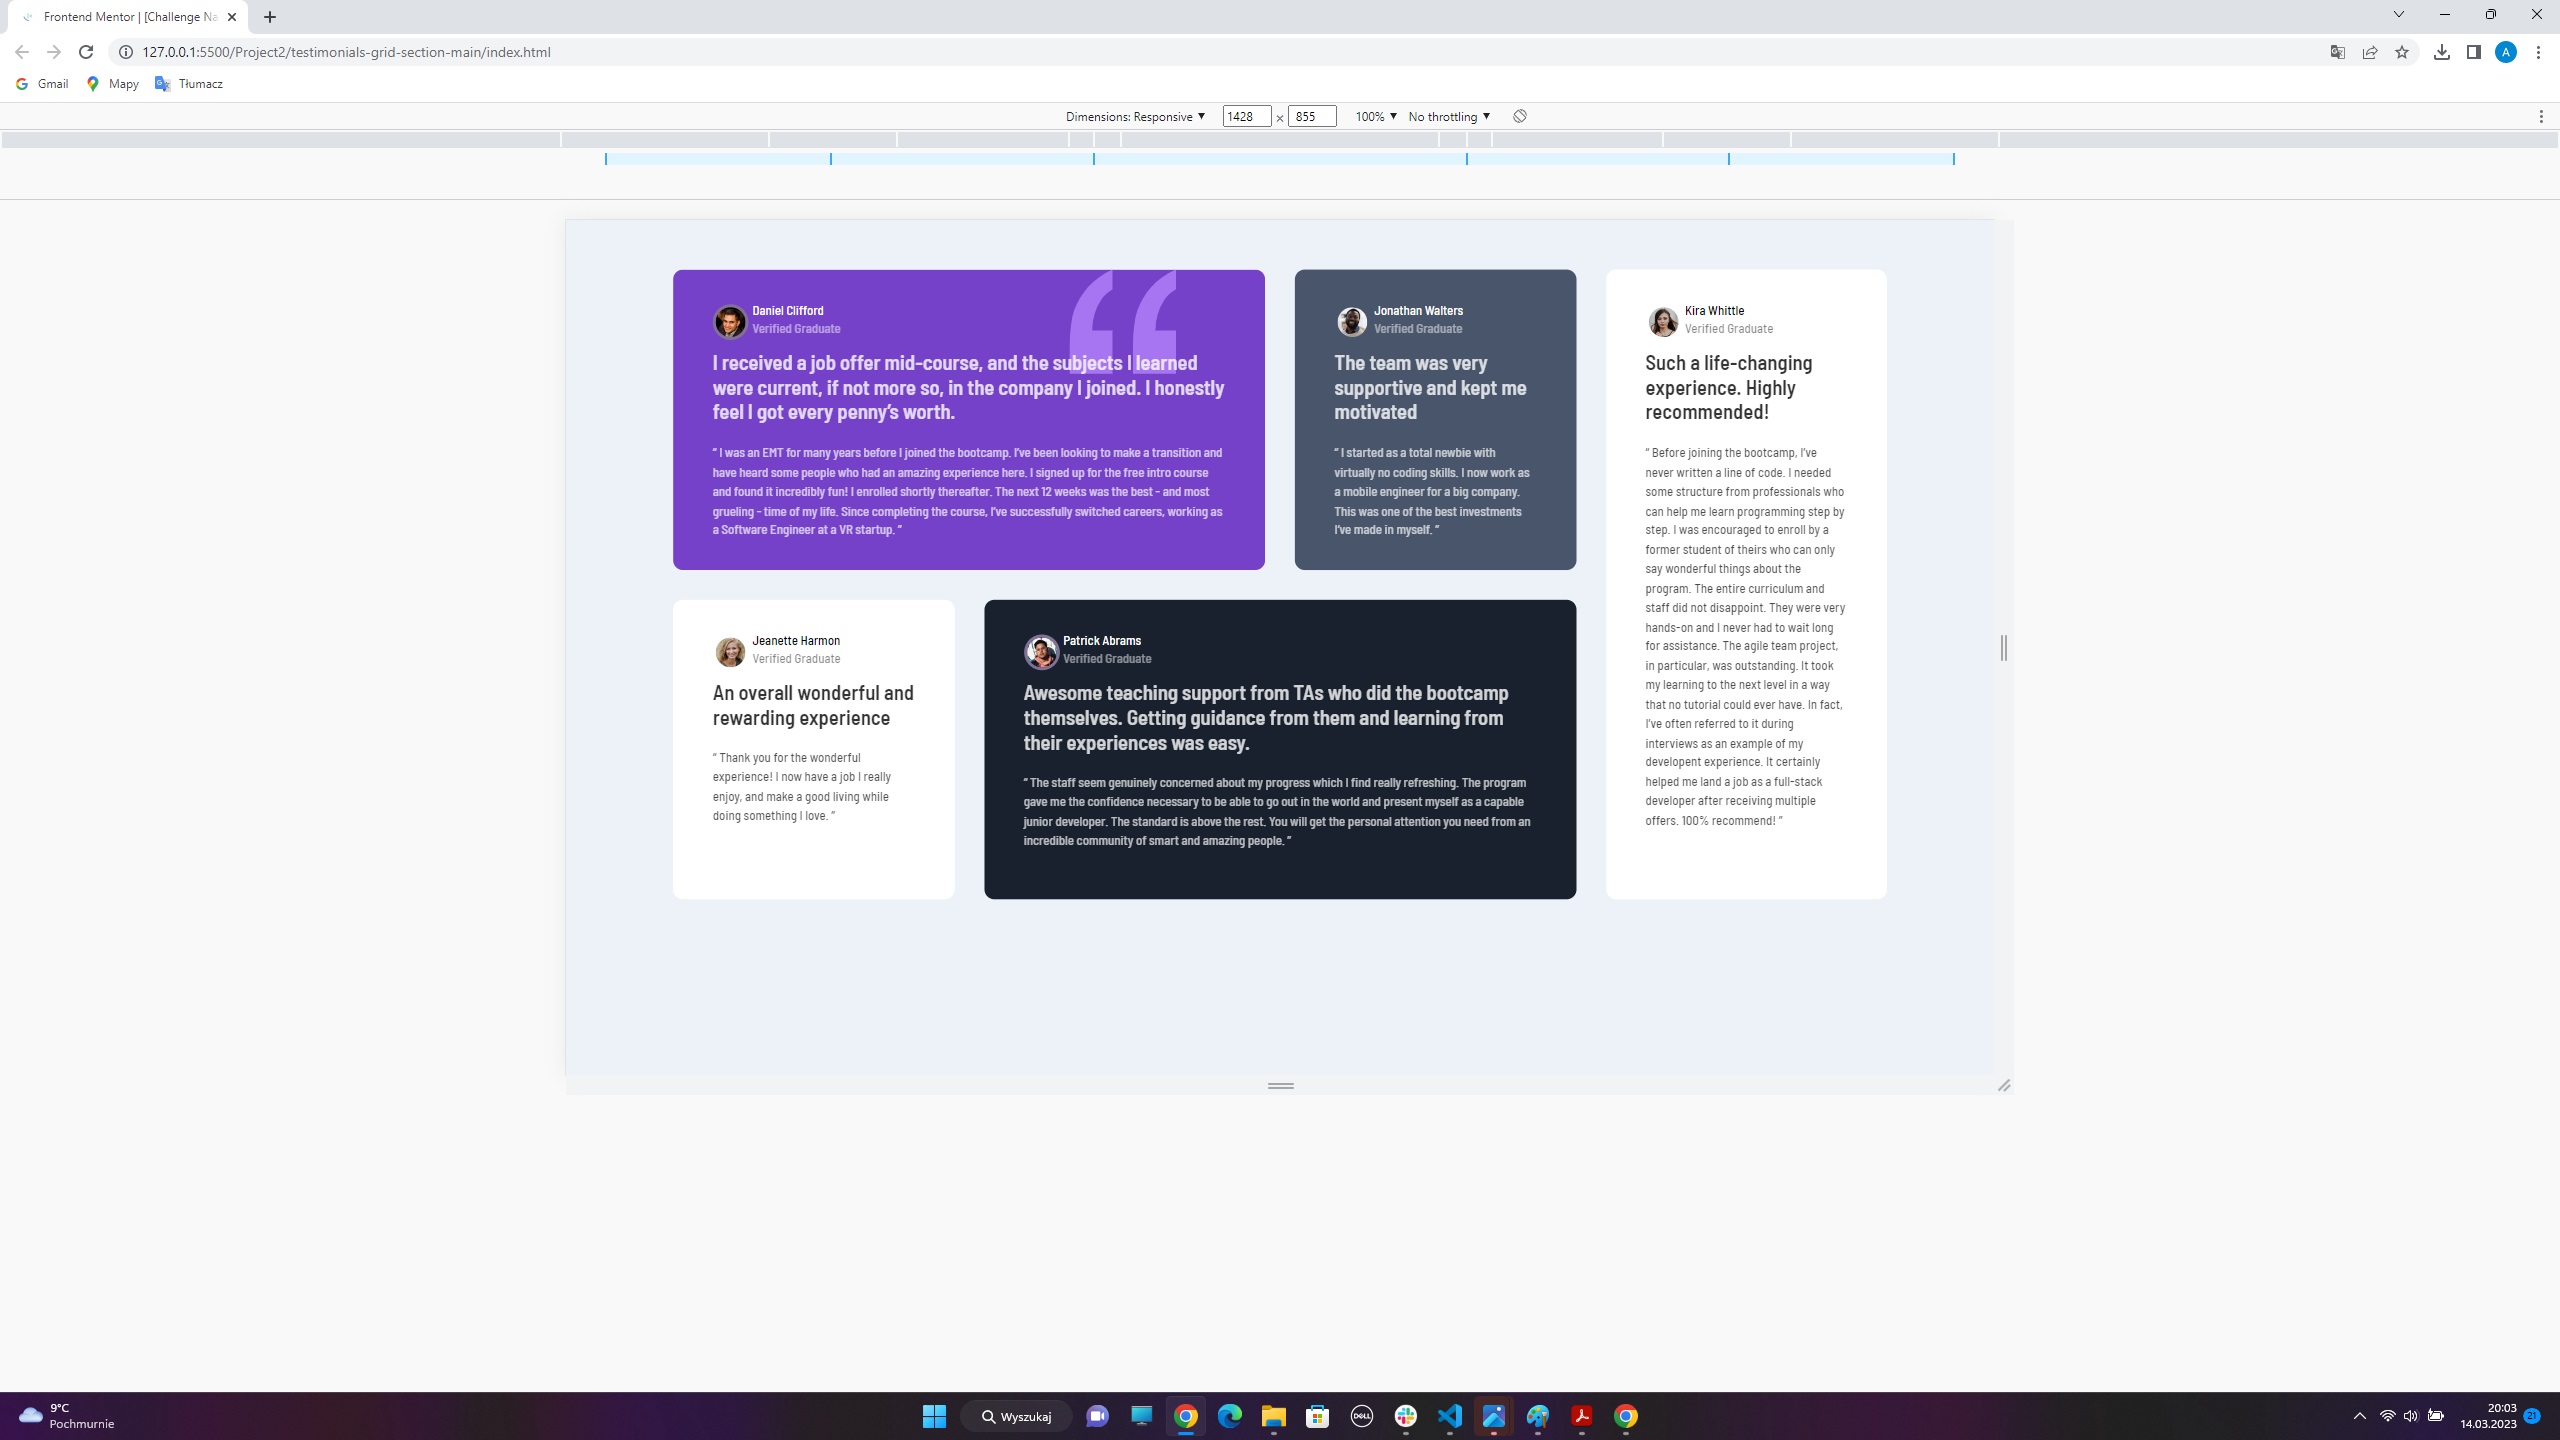 Frontend Mentor | [Challenge Na
127.0.0.1:5500/Project2/testimonials-grid-section-main/index.html
A
Gmail
Mapy
Tłumacz
Dimensions: Responsive
1428
×
855
100%
No throttling
Daniel Clifford
Verified Graduate
I received a job offer mid-course, and the subjects I learned
were current, if not more so, in the company I joined. I honestly
feel I got every penny’s worth.
“ I was an EMT for many years before I joined the bootcamp. I’ve been looking to make a transition and
have heard some people who had an amazing experience here. I signed up for the free intro course
and found it incredibly fun! I enrolled shortly thereafter. The next 12 weeks was the best - and most
grueling - time of my life. Since completing the course, I’ve successfully switched careers, working as
a Software Engineer at a VR startup. ”
Jonathan Walters
Verified Graduate
The team was very
supportive and kept me
motivated
“ I started as a total newbie with
virtually no coding skills. I now work as
a mobile engineer for a big company.
This was one of the best investments
I’ve made in myself. ”
Kira Whittle
Verified Graduate
Such a life-changing
experience. Highly
recommended!
“ Before joining the bootcamp, I’ve
never written a line of code. I needed
some structure from professionals who
can help me learn programming step by
step. I was encouraged to enroll by a
former student of theirs who can only
say wonderful things about the
program. The entire curriculum and
staff did not disappoint. They were very
hands-on and I never had to wait long
for assistance. The agile team project,
in particular, was outstanding. It took
my learning to the next level in a way
that no tutorial could ever have. In fact,
I’ve often referred to it during
interviews as an example of my
developent experience. It certainly
helped me land a job as a full-stack
developer after receiving multiple
offers. 100% recommend! ”
Jeanette Harmon
Verified Graduate
An overall wonderful and
rewarding experience
“ Thank you for the wonderful
experience! I now have a job I really
enjoy, and make a good living while
doing something I love. ”
Patrick Abrams
Verified Graduate
Awesome teaching support from TAs who did the bootcamp
themselves. Getting guidance from them and learning from
their experiences was easy.
“ The staff seem genuinely concerned about my progress which I find really refreshing. The program
gave me the confidence necessary to be able to go out in the world and present myself as a capable
junior developer. The standard is above the rest. You will get the personal attention you need from an
incredible community of smart and amazing people. ”
9°C
Pochmurnie
Wyszukaj
DELL
20:03
14.03.2023
21